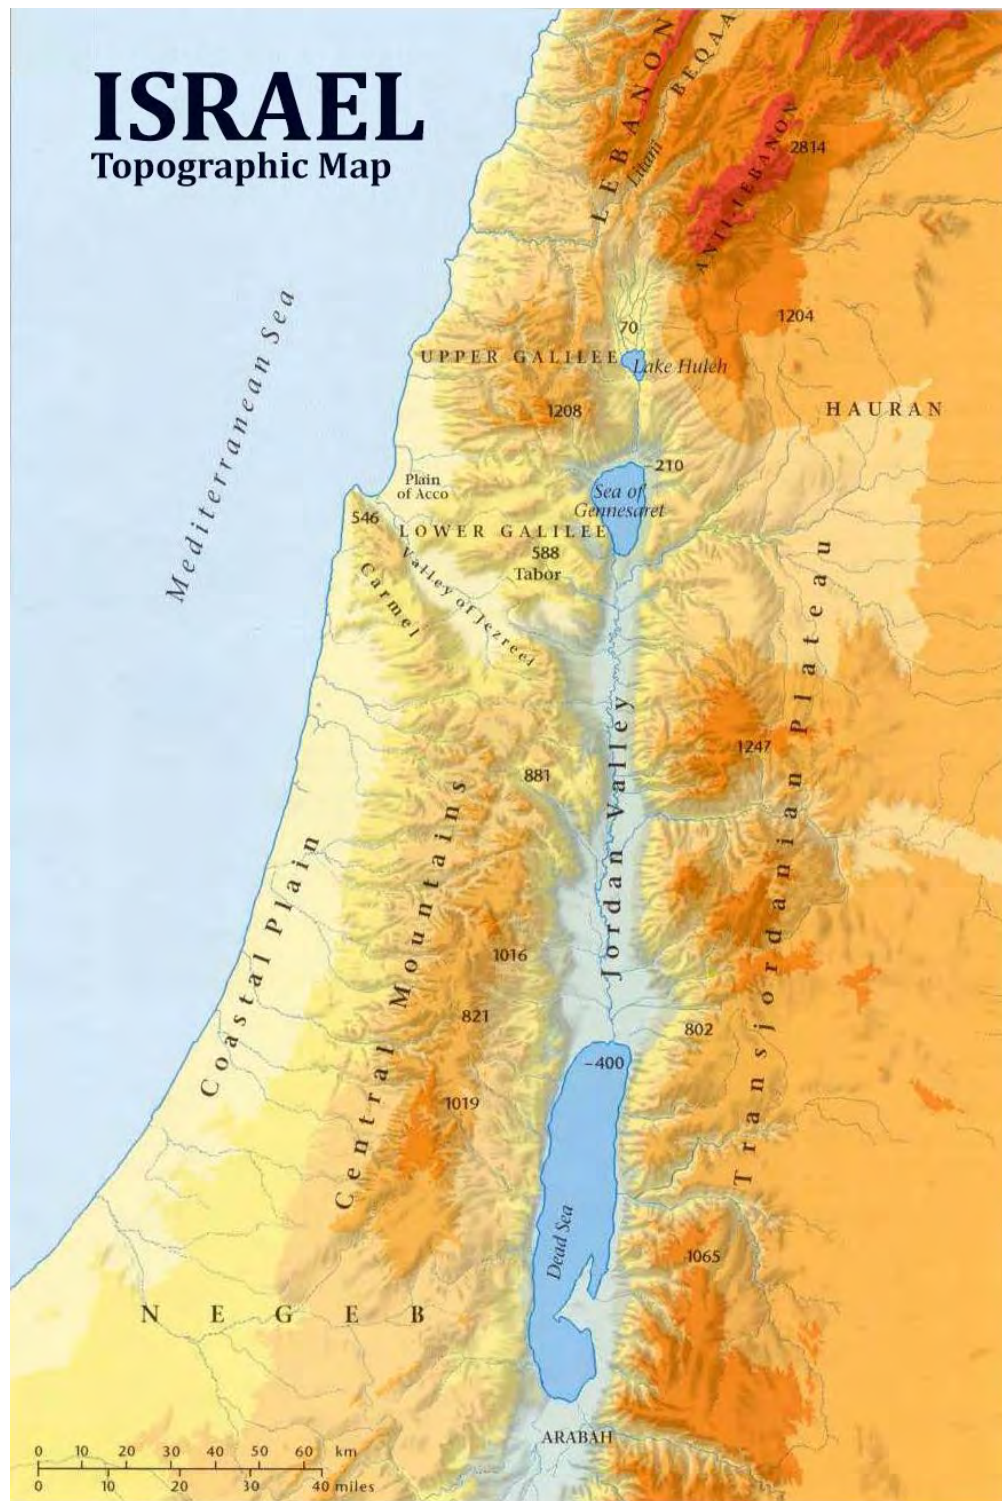 ISRAEL
Topographic Map
LEBANON
BEQAA
Litani
ANTI-LEBANON
2814
Mediterranean Sea
1204
70
UPPER GALILEE
Lake Huleh
HAURAN
1208
-210
Plain
of Acco
Sea of
Gennesaret
546
LOWER GALILEE
588
Tabor
Carmel
Valley of Jezreel
Transjordanian Plateau
Jordan Valley
1247
881
Central Mountains
Coastal Plain
1016
821
802
-400
1019
Dead Sea
1065
NEGEB
ARABAH
0 10 20 30 40 50 60 km
0 10 20 30 40 miles